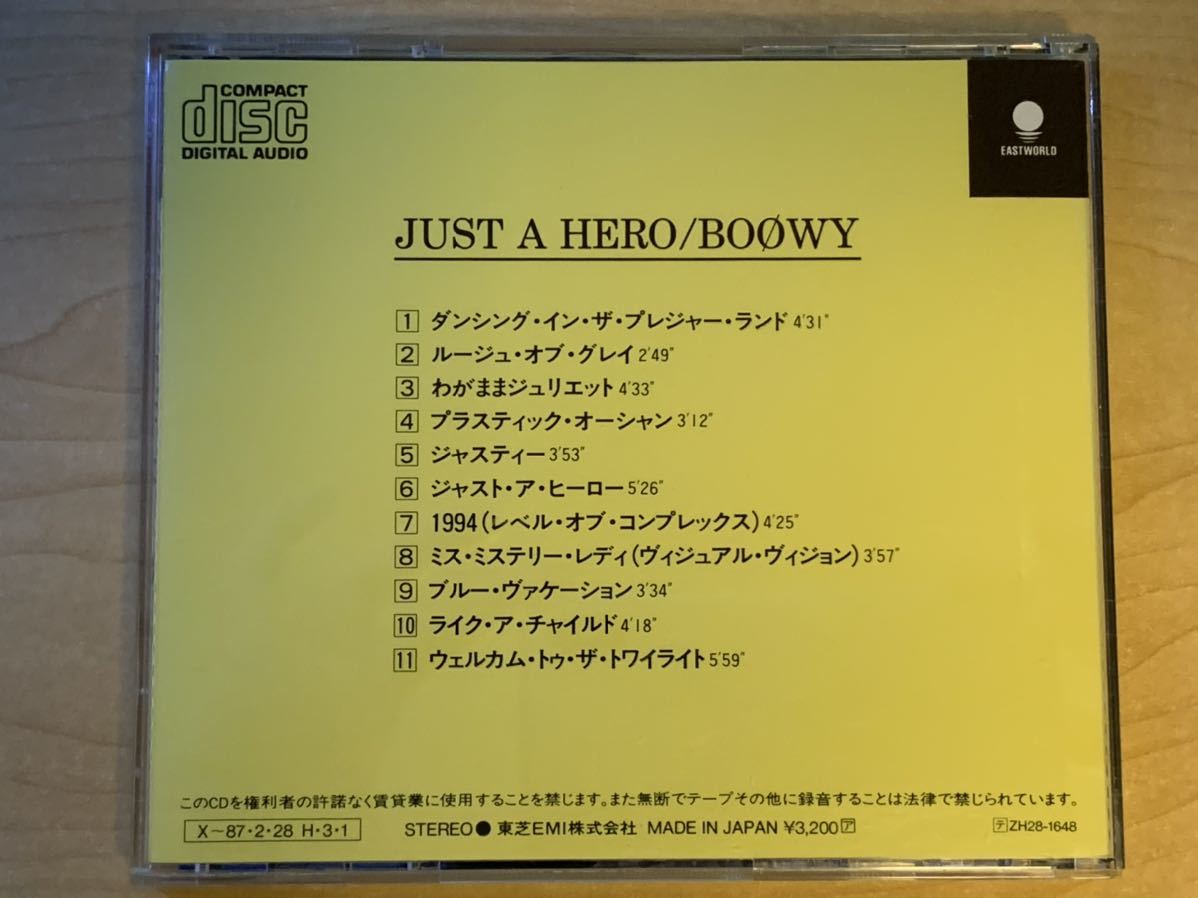 COMPACT
disc
DIGITAL AUDIO
EASTWORLD
JUST A HERO/BOØWY
1 ダンシング・イン・ザ・プレジャー・ランド 4'31"
2 ルージュ・オブ・グレイ 2'49"
3 わがままジュリエット 4'33"
4 プラスティック・オーシャン 3'12"
5 ジャスティー 3'53"
6 ジャスト・ア・ヒーロー 5'26"
7 1994(レベル・オブ・コンプレックス) 4'25"
8 ミス・ミステリー・レディ(ヴィジュアル・ヴィジョン) 3'57"
9 ブルー・ヴァケーション 3'34"
10 ライク・ア・チャイルド 4'18"
11 ウェルカム・トゥ・ザ・トワイライト 5'59"
このCDを権利者の許諾なく賃貸業に使用することを禁じます。また無断でテープその他に録音することは法律で禁じられています。
X〜87・2・28 H・3・1 STEREO● 東芝EMI株式会社 MADE IN JAPAN ¥3,200 ア テ ZH28-1648